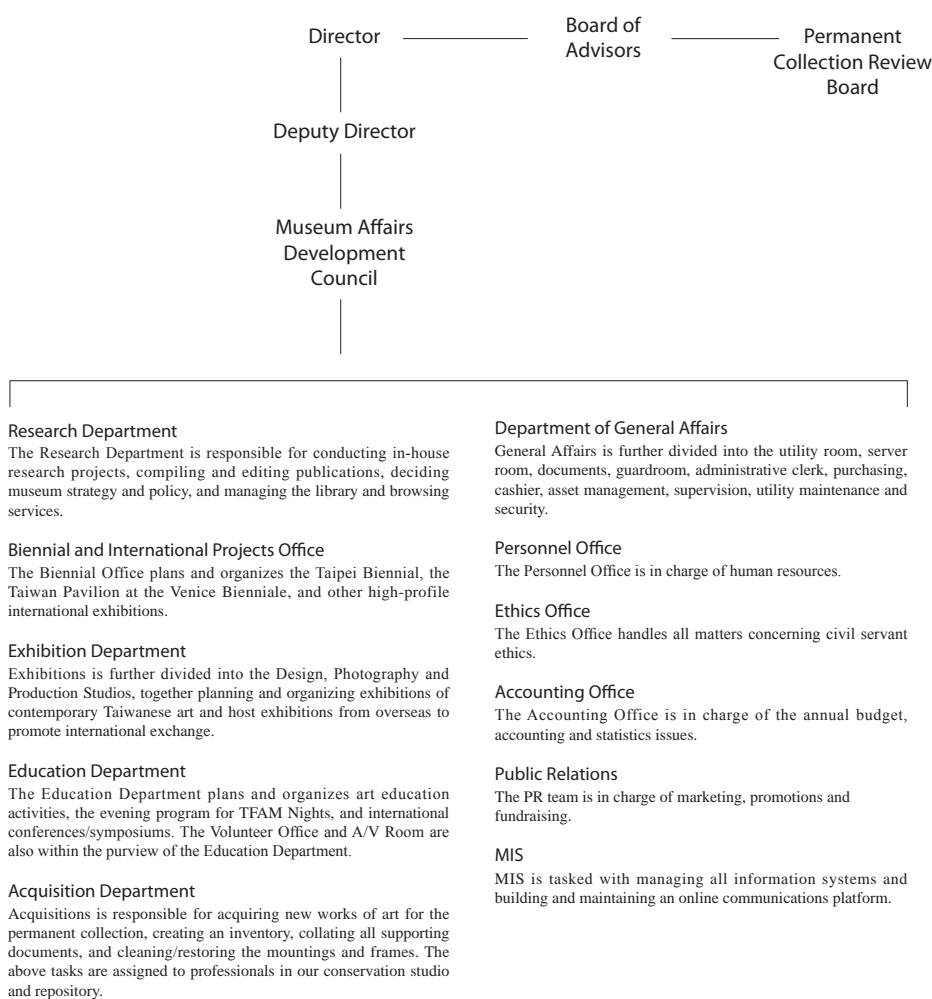 Director
Board of
Advisors
Permanent
Collection Review
Board
Deputy Director
Museum Affairs
Development
Council
Research Department
The Research Department is responsible for conducting in-house
research projects, compiling and editing publications, deciding
museum strategy and policy, and managing the library and browsing
services.
Biennial and International Projects Office
The Biennial Office plans and organizes the Taipei Biennial, the
Taiwan Pavilion at the Venice Bienniale, and other high-profile
international exhibitions.
Exhibition Department
Exhibitions is further divided into the Design, Photography and
Production Studios, together planning and organizing exhibitions of
contemporary Taiwanese art and host exhibitions from overseas to
promote international exchange.
Education Department
The Education Department plans and organizes art education
activities, the evening program for TFAM Nights, and international
conferences/symposiums. The Volunteer Office and A/V Room are
also within the purview of the Education Department.
Acquisition Department
Acquisitions is responsible for acquiring new works of art for the
permanent collection, creating an inventory, collating all supporting
documents, and cleaning/restoring the mountings and frames. The
above tasks are assigned to professionals in our conservation studio
and repository.
Department of General Affairs
General Affairs is further divided into the utility room, server
room, documents, guardroom, administrative clerk, purchasing,
cashier, asset management, supervision, utility maintenance and
security.
Personnel Office
The Personnel Office is in charge of human resources.
Ethics Office
The Ethics Office handles all matters concerning civil servant
ethics.
Accounting Office
The Accounting Office is in charge of the annual budget,
accounting and statistics issues.
Public Relations
The PR team is in charge of marketing, promotions and
fundraising.
MIS
MIS is tasked with managing all information systems and
building and maintaining an online communications platform.